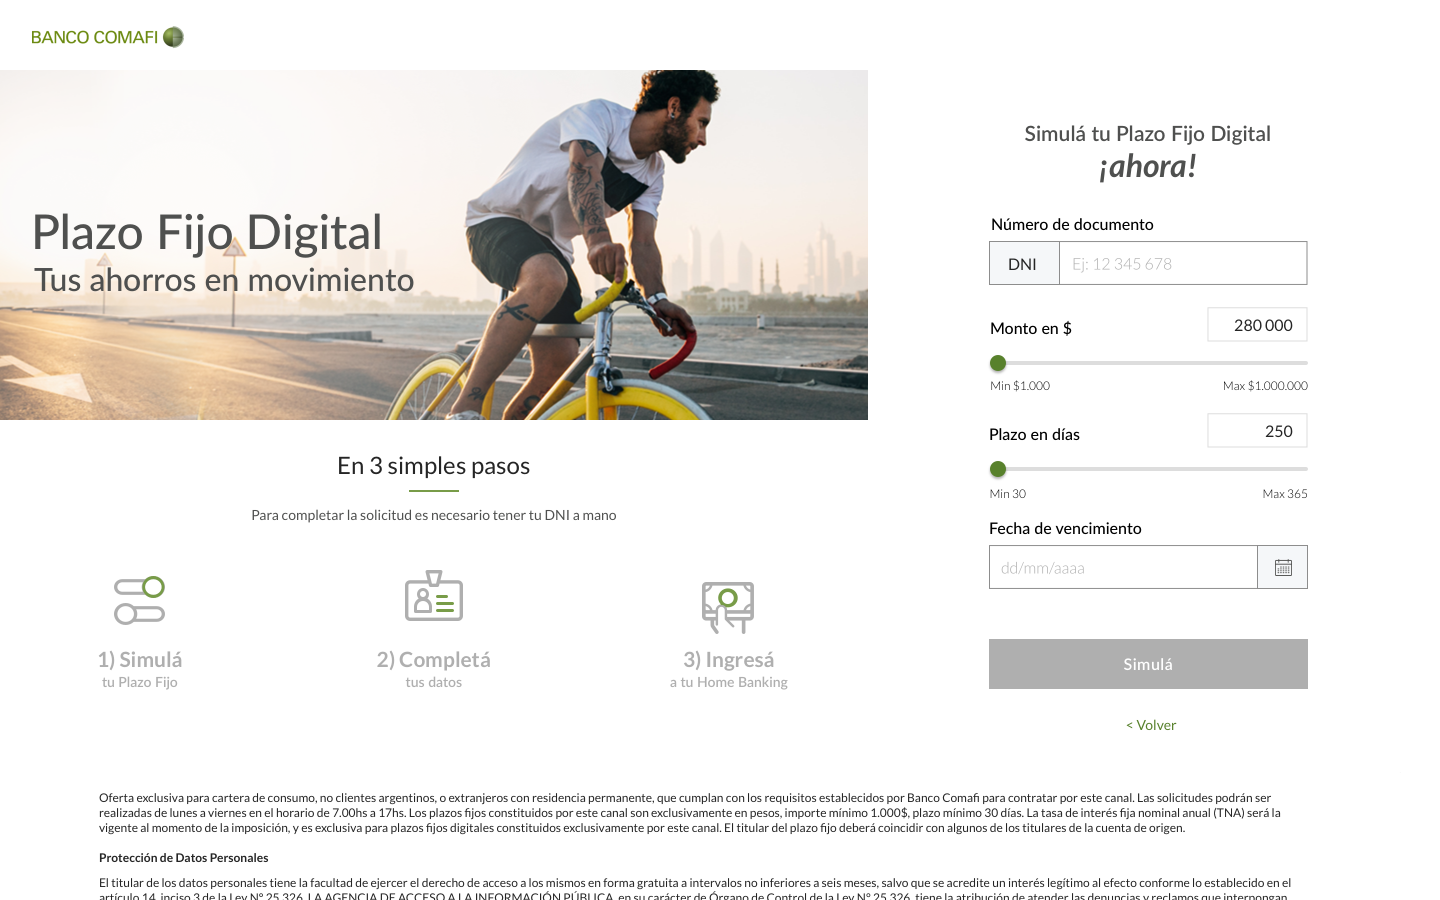 BANCO COMAFI
Plazo Fijo Digital
Tus ahorros en movimiento
En 3 simples pasos
Para completar la solicitud es necesario tener tu DNI a mano
1) Simulá
tu Plazo Fijo
2) Completá
tus datos
3) Ingresá
a tu Home Banking
Simulá tu Plazo Fijo Digital
¡ahora!
Número de documento
DNI
Ej: 12 345 678
Monto en $
280 000
Min $1.000
Max $1.000.000
Plazo en días
250
Min 30
Max 365
Fecha de vencimiento
dd/mm/aaaa
Simulá
< Volver
Oferta exclusiva para cartera de consumo, no clientes argentinos, o extranjeros con residencia permanente, que cumplan con los requisitos establecidos por Banco Comafi para contratar por este canal. Las solicitudes podrán ser
realizadas de lunes a viernes en el horario de 7.00hs a 17hs. Los plazos fijos constituidos por este canal son exclusivamente en pesos, importe mínimo 1.000$, plazo mínimo 30 días. La tasa de interés fija nominal anual (TNA) será la
vigente al momento de la imposición, y es exclusiva para plazos fijos digitales constituidos exclusivamente por este canal. El titular del plazo fijo deberá coincidir con algunos de los titulares de la cuenta de origen.
Protección de Datos Personales
El titular de los datos personales tiene la facultad de ejercer el derecho de acceso a los mismos en forma gratuita a intervalos no inferiores a seis meses, salvo que se acredite un interés legítimo al efecto conforme lo establecido en el
artículo 14, inciso 3 de la Ley Nº 25.326. LA AGENCIA DE ACCESO A LA INFORMACIÓN PÚBLICA, en su carácter de Órgano de Control de la Ley Nº 25.326, tiene la atribución de atender las denuncias y reclamos que interpongan